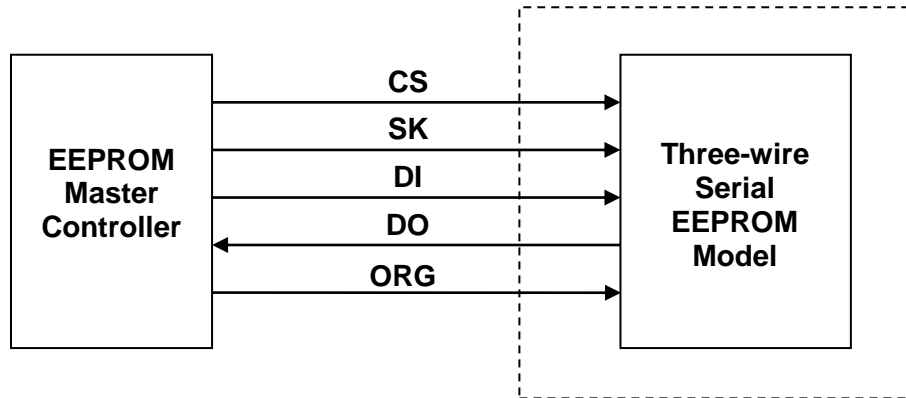 EEPROM
Master
Controller
CS
SK
DI
DO
ORG
Three-wire
Serial
EEPROM
Model